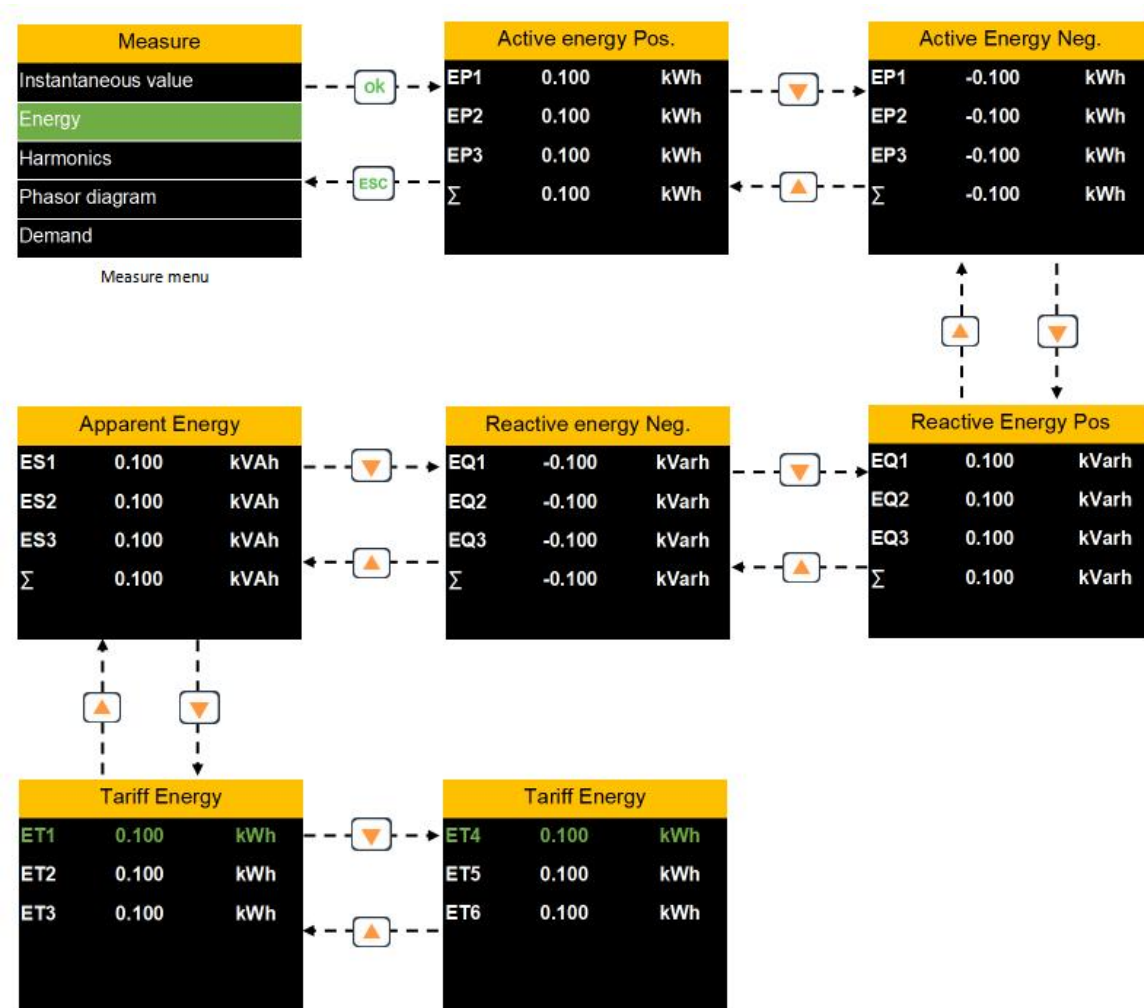 Measure
Instantaneous value
Energy
Harmonics
Phasor diagram
Demand
Measure menu
ok
ESC
Active energy Pos.
EP1 0.100 kWh
EP2 0.100 kWh
EP3 0.100 kWh
∑ 0.100 kWh
Active Energy Neg.
EP1 -0.100 kWh
EP2 -0.100 kWh
EP3 -0.100 kWh
∑ -0.100 kWh
Apparent Energy
ES1 0.100 kVAh
ES2 0.100 kVAh
ES3 0.100 kVAh
∑ 0.100 kVAh
Reactive energy Neg.
EQ1 -0.100 kVarh
EQ2 -0.100 kVarh
EQ3 -0.100 kVarh
∑ -0.100 kVarh
Reactive Energy Pos
EQ1 0.100 kVarh
EQ2 0.100 kVarh
EQ3 0.100 kVarh
∑ 0.100 kVarh
Tariff Energy
ET1 0.100 kWh
ET2 0.100 kWh
ET3 0.100 kWh
Tariff Energy
ET4 0.100 kWh
ET5 0.100 kWh
ET6 0.100 kWh